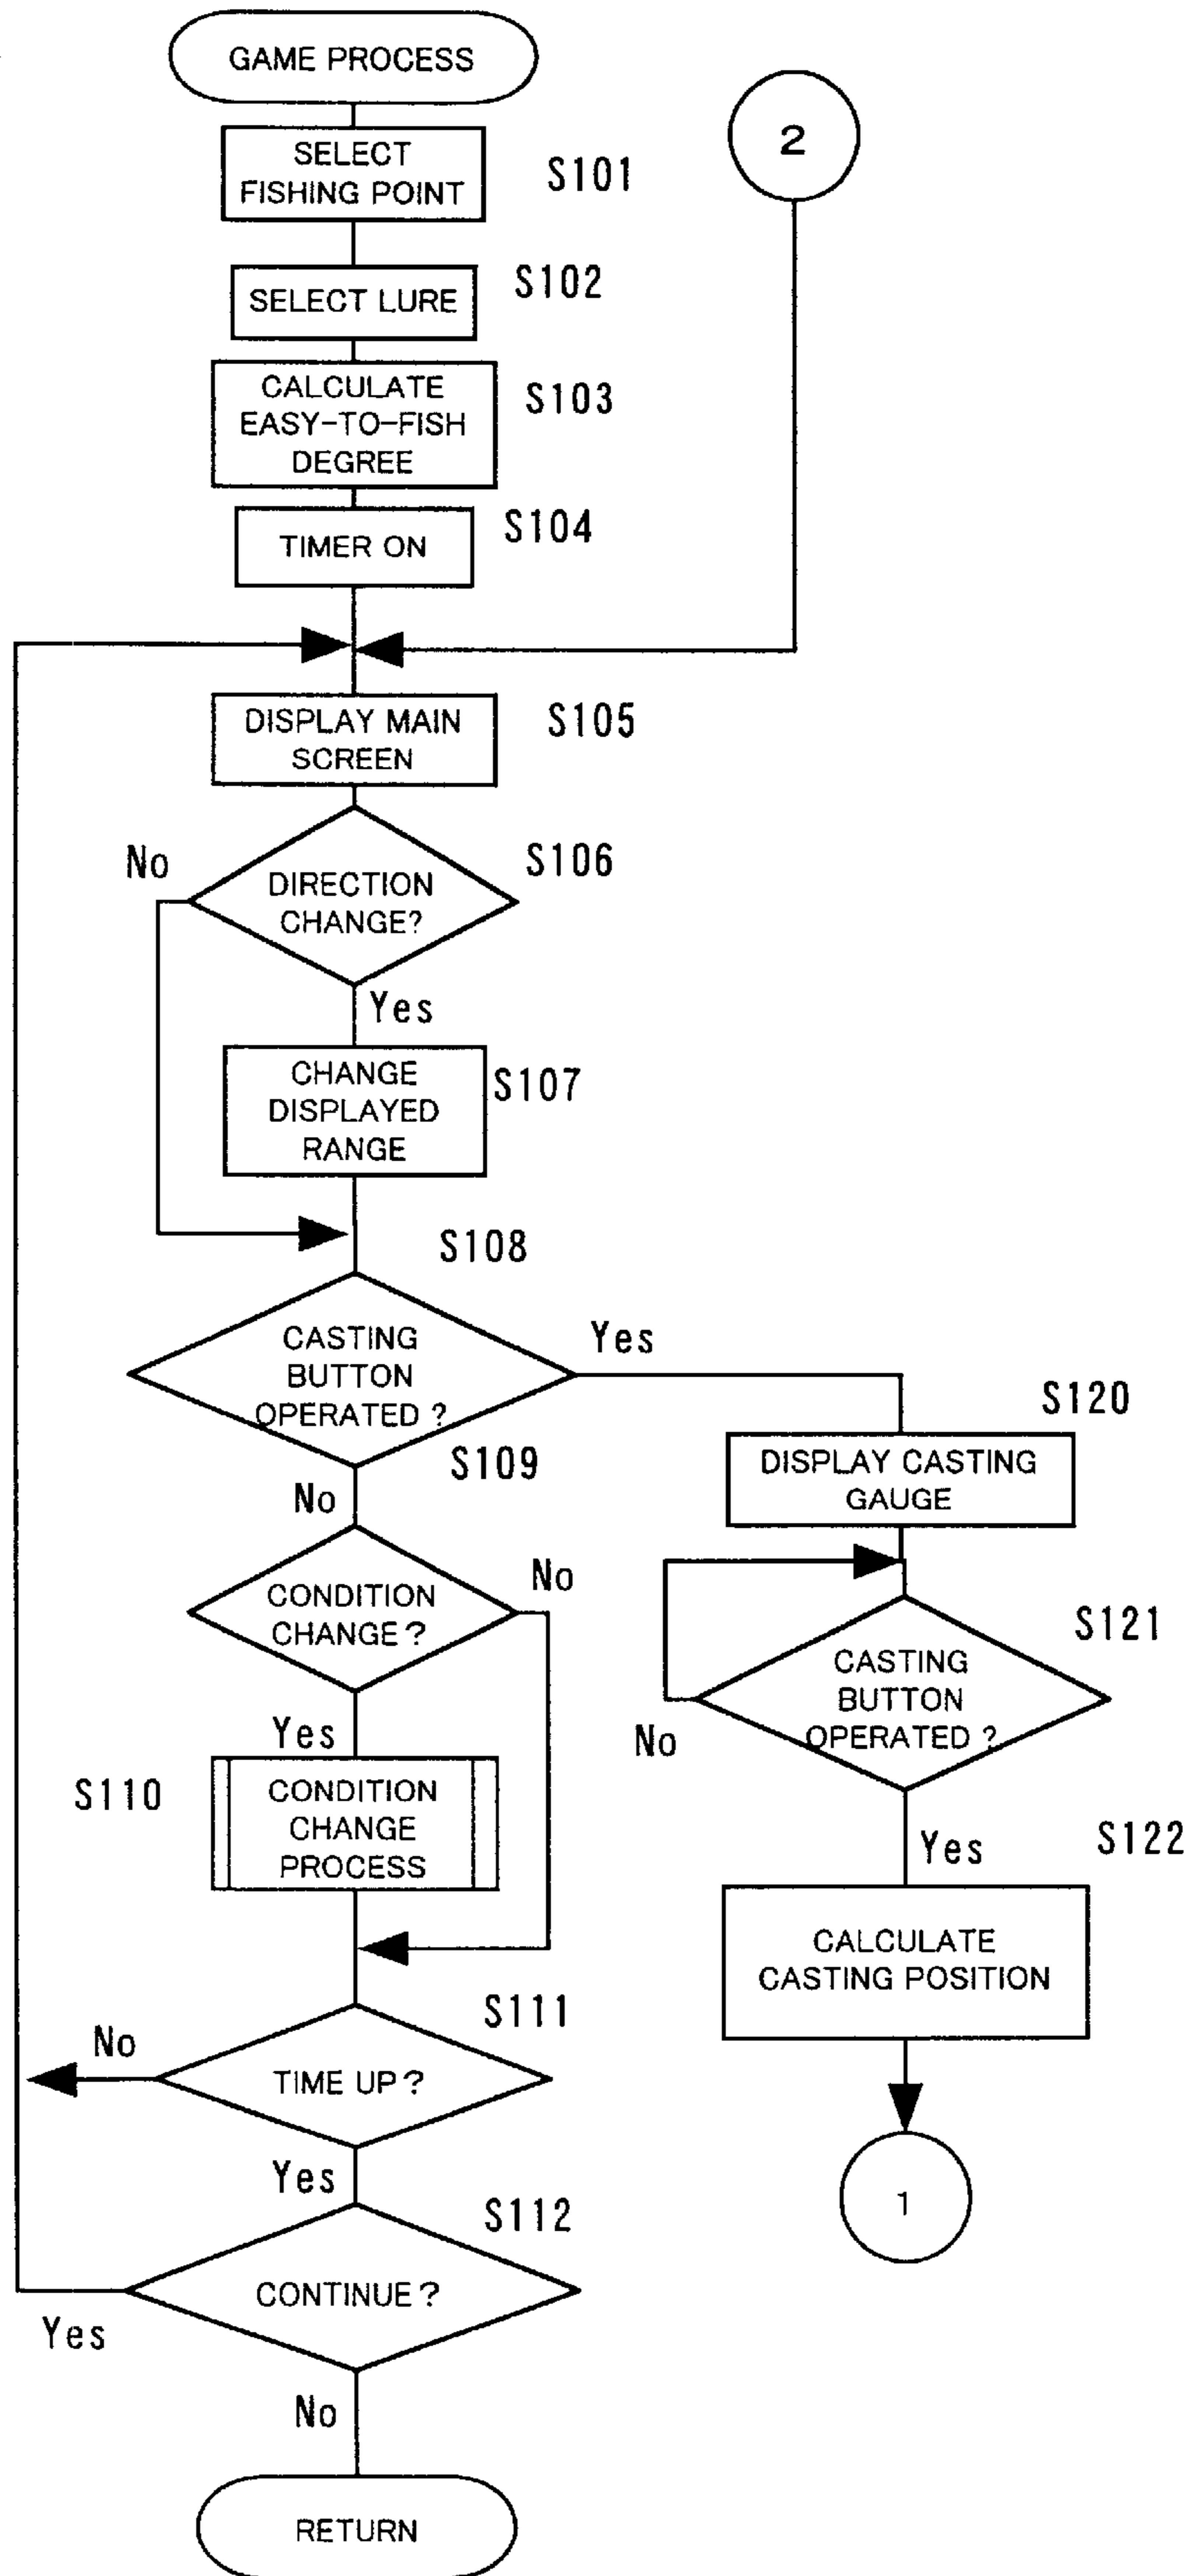 GAME PROCESS
SELECT
FISHING POINT
S101
2
SELECT LURE
S102
CALCULATE
EASY-TO-FISH
DEGREE
S103
TIMER ON
S104
DISPLAY MAIN
SCREEN
S105
No
DIRECTION
CHANGE?
S106
Yes
CHANGE
DISPLAYED
RANGE
S107
S108
CASTING
BUTTON
OPERATED ?
Yes
S109
No
CONDITION
CHANGE ?
No
Yes
S110
CONDITION
CHANGE
PROCESS
S111
No
TIME UP ?
Yes
S112
CONTINUE ?
Yes
No
RETURN
S120
DISPLAY CASTING
GAUGE
S121
CASTING
BUTTON
OPERATED ?
No
Yes
S122
CALCULATE
CASTING POSITION
1